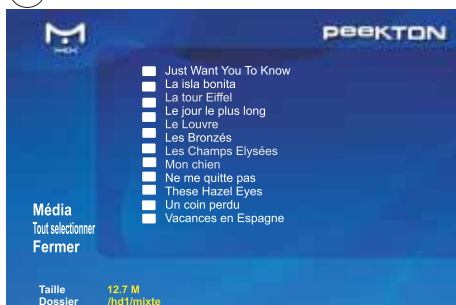 MIX
PEEKTON
Just Want You To Know
La isla bonita
La tour Eiffel
Le jour le plus long
Le Louvre
Les Bronzés
Les Champs Elysées
Mon chien
Ne me quitte pas
These Hazel Eyes
Un coin perdu
Vacances en Espagne
Média
Tout selectionner
Fermer
Taille 12.7 M
Dossier /hd1/mixte